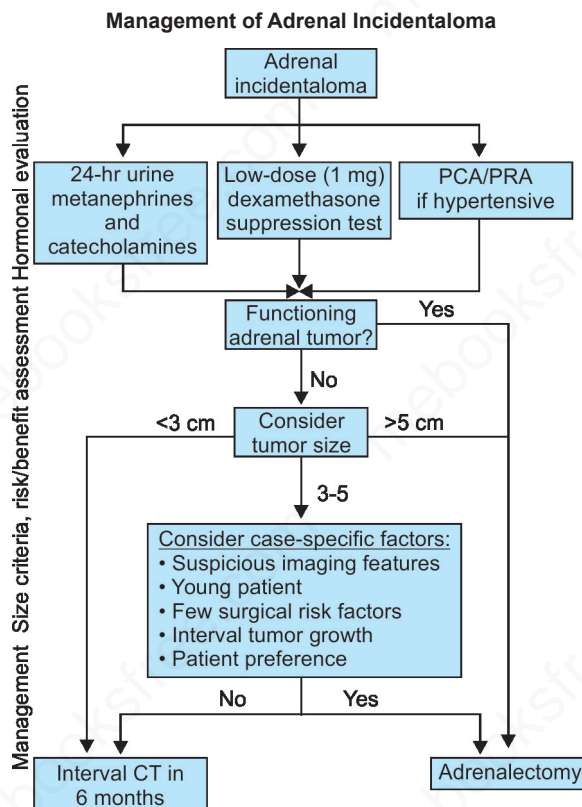 Management of Adrenal Incidentaloma
Adrenal
incidentaloma
24-hr urine
metanephrines
and
catecholamines
Low-dose (1 mg)
dexamethasone
suppression test
PCA/PRA
if hypertensive
Functioning
adrenal tumor?
Yes
No
<3 cm
Consider
tumor size
>5 cm
3-5
Consider case-specific factors:
• Suspicious imaging features
• Young patient
• Few surgical risk factors
• Interval tumor growth
• Patient preference
No
Yes
Interval CT in
6 months
Adrenalectomy
Management Size criteria, risk/benefit assessment Hormonal evaluation